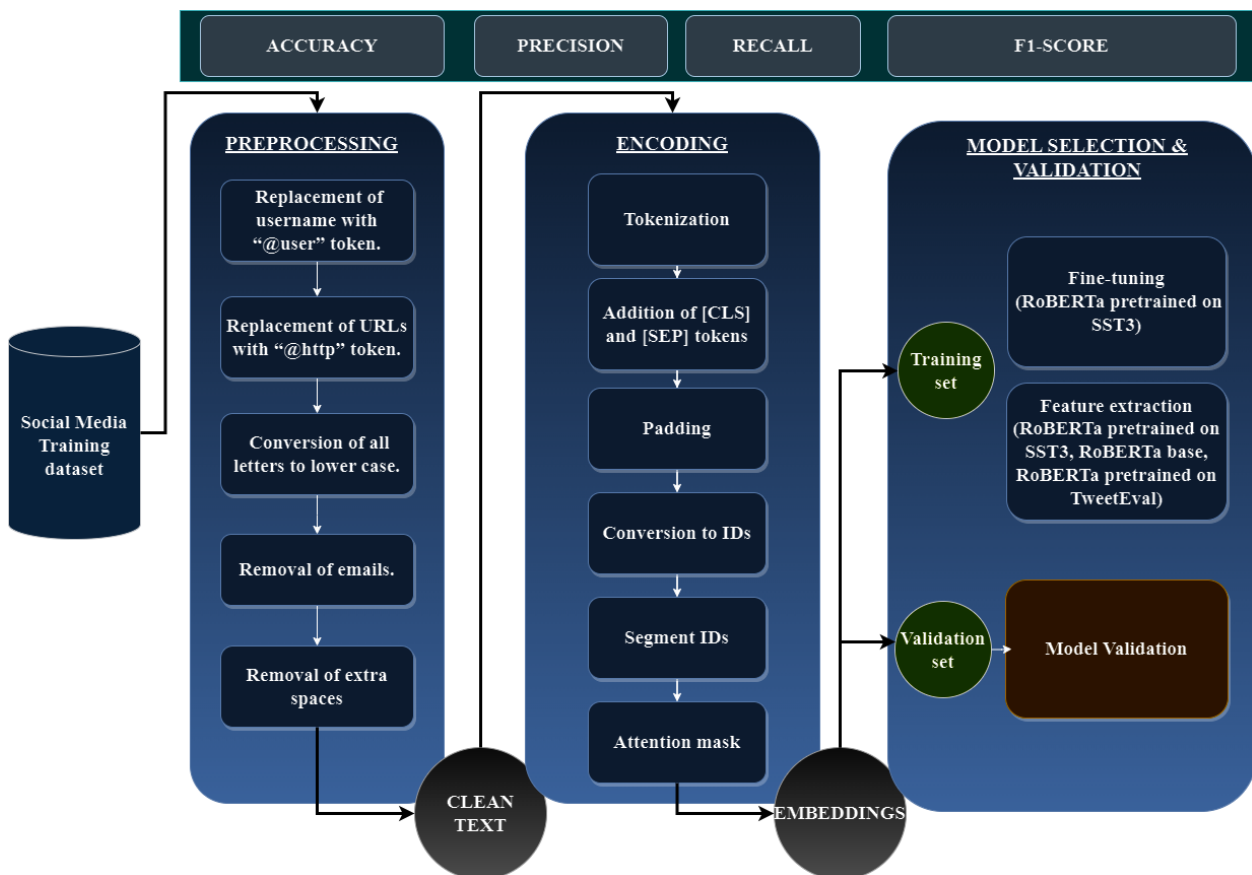 ACCURACY
PRECISION
RECALL
F1-SCORE
Social Media
Training
dataset
PREPROCESSING
Replacement of
username with
“@user” token.
Replacement of URLs
with “@http” token.
Conversion of all
letters to lower case.
Removal of emails.
Removal of extra
spaces
CLEAN
TEXT
ENCODING
Tokenization
Addition of [CLS]
and [SEP] tokens
Padding
Conversion to IDs
Segment IDs
Attention mask
EMBEDDINGS
MODEL SELECTION &
VALIDATION
Training
set
Fine-tuning
(RoBERTa pretrained on
SST3)
Feature extraction
(RoBERTa pretrained on
SST3, RoBERTa base,
RoBERTa pretrained on
TweetEval)
Validation
set
Model Validation